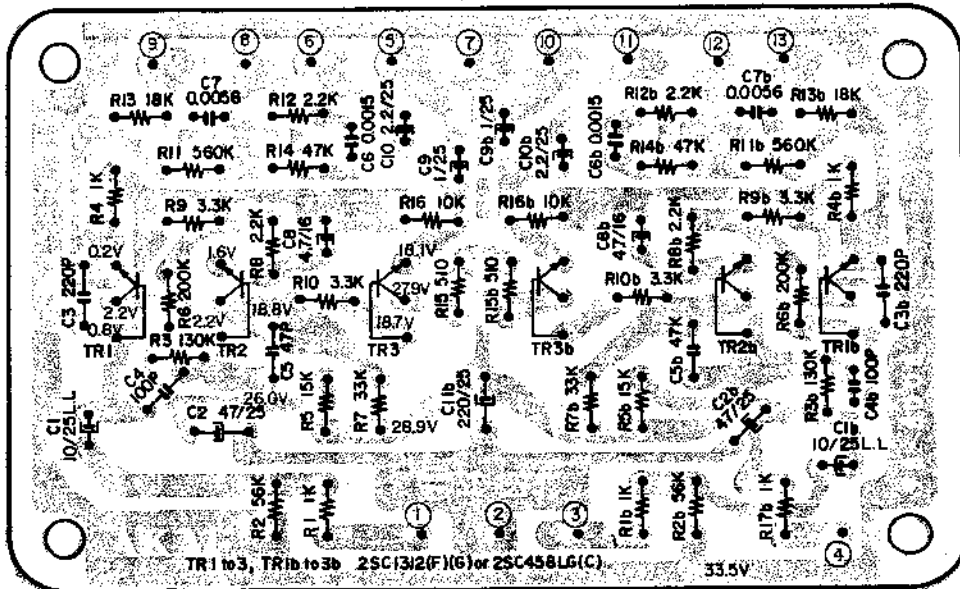 9 8 6 5 7 10 11 12 13
R13 18K
C7
0.0056
R12 2.2K
C6 0.0015
C10 2.2/25
C9b 1/25
C10b
2.2/25
C6b 0.0015
R12b 2.2K
C7b
0.0056
R13b 18K
R11 560K
R14 47K
C9
1/25
R14b 47K
R11b 560K
R4 1K
R9 3.3K
R8 2.2K
C8
4.7/16
R16 10K
R16b 10K
C8b
47/16
R8b 2.2K
R9b 3.3K
R4b 1K
0.2V
1.6V
18.1V
C3 220P
R6 200K
R10 3.3K
27.9V
R15 510
R15b 510
R10b 3.3K
R6b 200K
C3b 220P
2.2V
2.2V
18.8V
18.7V
0.8V
TR1
R3 130K
TR2
C5 47P
TR3
TR3b
C5b 47K
TR2b
TR1b
C4
100P
26.0V
R5 15K
R7 33K
C11b
220/25
R7b 33K
R5b 15K
R3b 130K
C4b 100P
C1
10/25L.L
C2 47/25
28.9V
47/25
C1b
10/25L.L
R2 56K
R1 1K
1 2 3
R1b 1K
R2b 56K
R17b 1K
4
TR1 to 3, TR1b to 3b 2SC1312(F)(G) or 2SC458LG(C)
33.5V